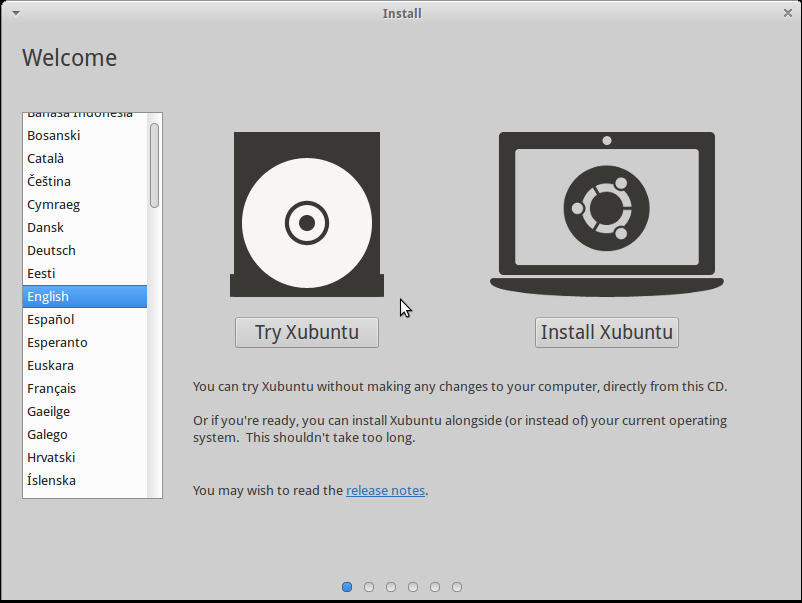 Install
Welcome
Bahasa Indonesia
Bosanski
Català
Čeština
Cymraeg
Dansk
Deutsch
Eesti
English
Español
Esperanto
Euskara
Français
Gaeilge
Galego
Hrvatski
Íslenska
Try Xubuntu
Install Xubuntu
You can try Xubuntu without making any changes to your computer, directly from this CD.
Or if you're ready, you can install Xubuntu alongside (or instead of) your current operating
system.  This shouldn't take too long.
You may wish to read the release notes.